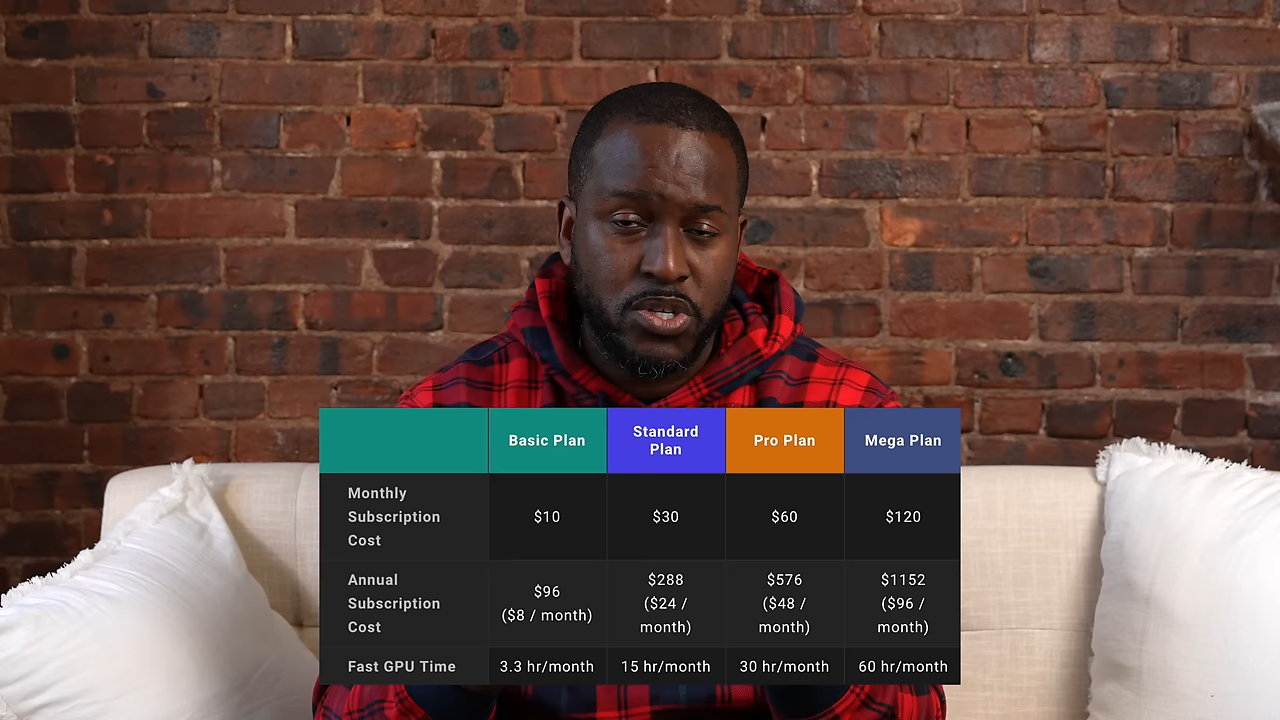 Basic Plan
Standard
Plan
Pro Plan
Mega Plan
Monthly
Subscription
Cost
$10
$30
$60
$120
Annual
Subscription
Cost
$96
($8 / month)
$288
($24 /
month)
$576
($48 /
month)
$1152
($96 /
month)
Fast GPU Time
3.3 hr/month
15 hr/month
30 hr/month
60 hr/month